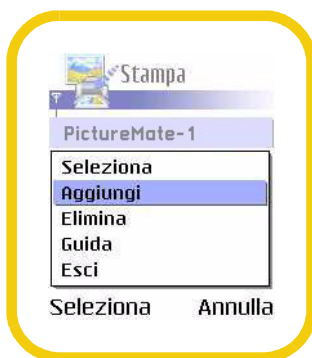 Stampa
PictureMate-1
Seleziona
Aggiungi
Elimina
Guida
Esci
Seleziona Annulla